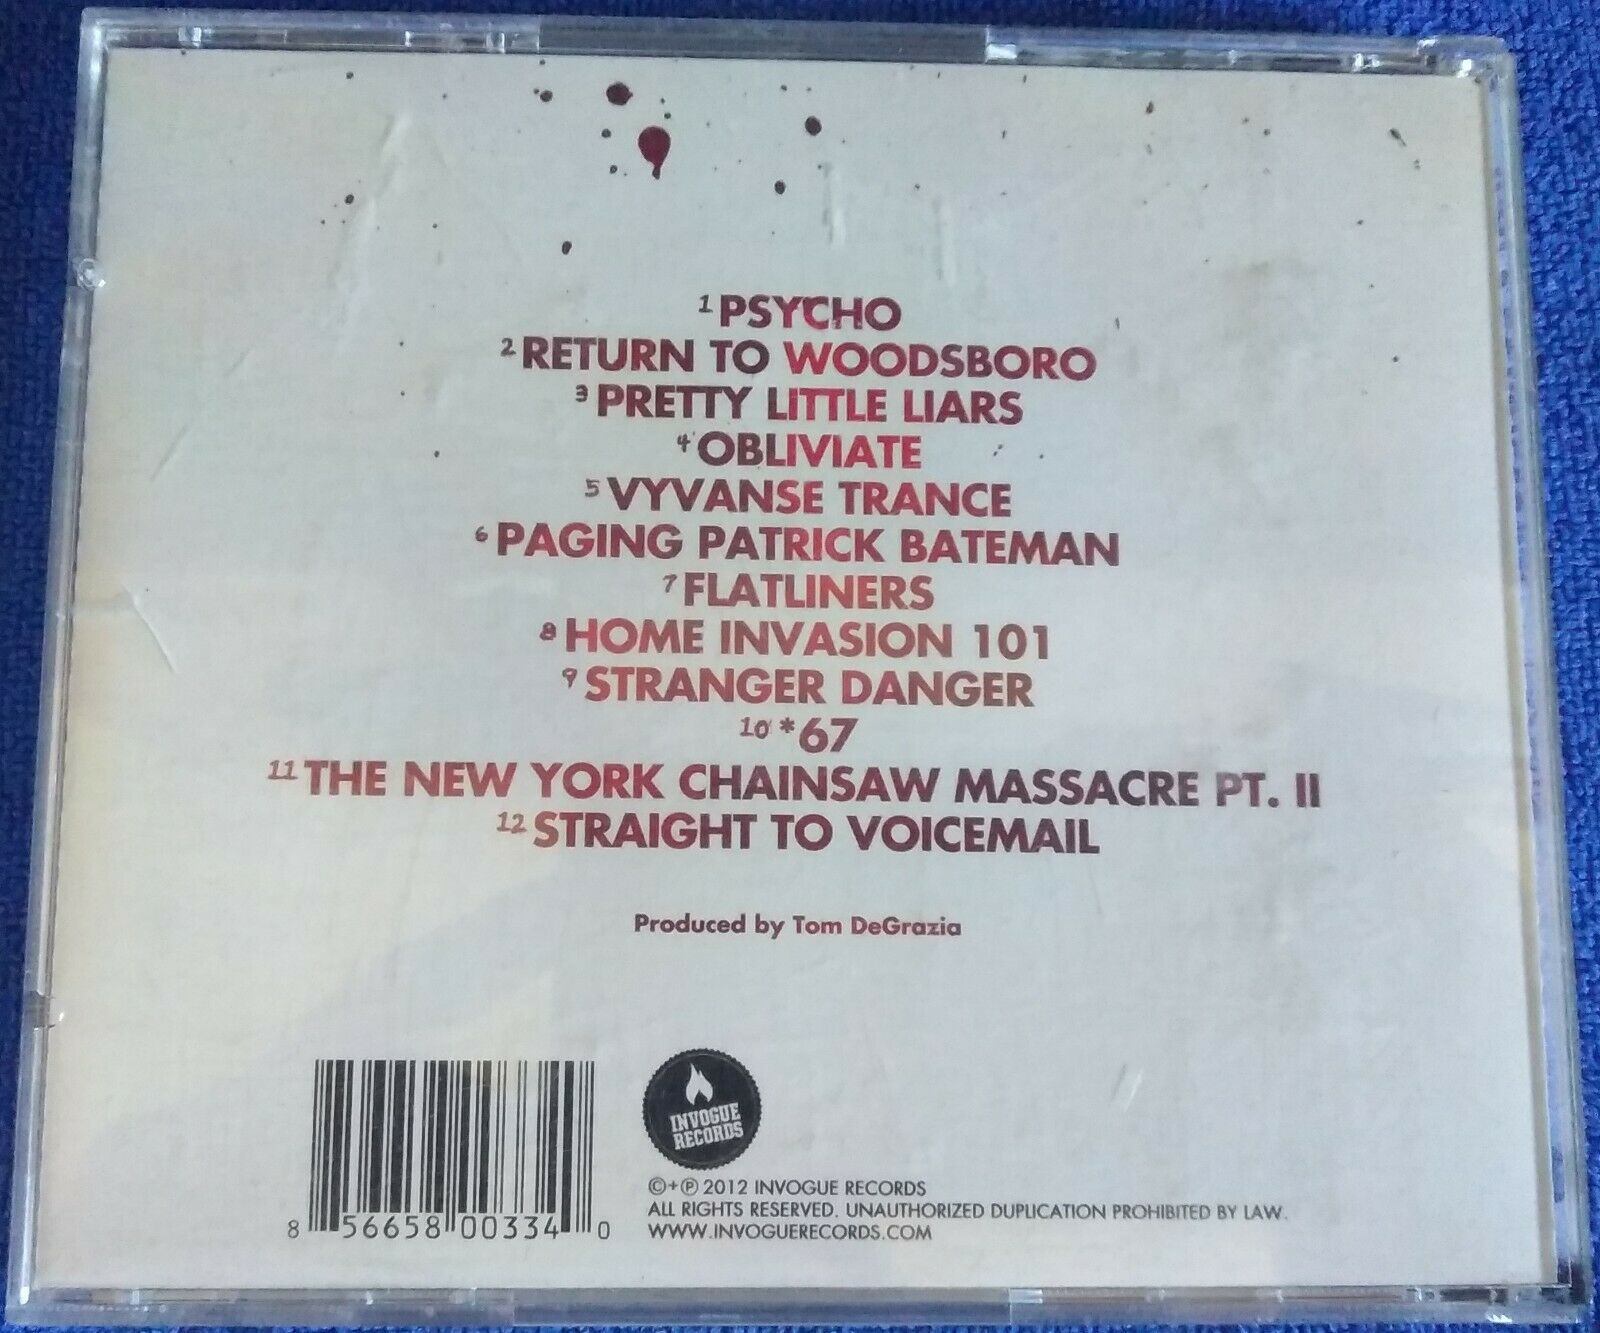 1 PSYCHO
2 RETURN TO WOODSBORO
3 PRETTY LITTLE LIARS
4 OBLIVIATE
5 VYVANSE TRANCE
6 PAGING PATRICK BATEMAN
7 FLATLINERS
8 HOME INVASION 101
9 STRANGER DANGER
10 *67
11 THE NEW YORK CHAINSAW MASSACRE PT. II
12 STRAIGHT TO VOICEMAIL
Produced by Tom DeGrazia
INVOGUE
RECORDS
©+℗ 2012 INVOGUE RECORDS
ALL RIGHTS RESERVED. UNAUTHORIZED DUPLICATION PROHIBITED BY LAW.
WWW.INVOGUERECORDS.COM
8 56658 00334 0